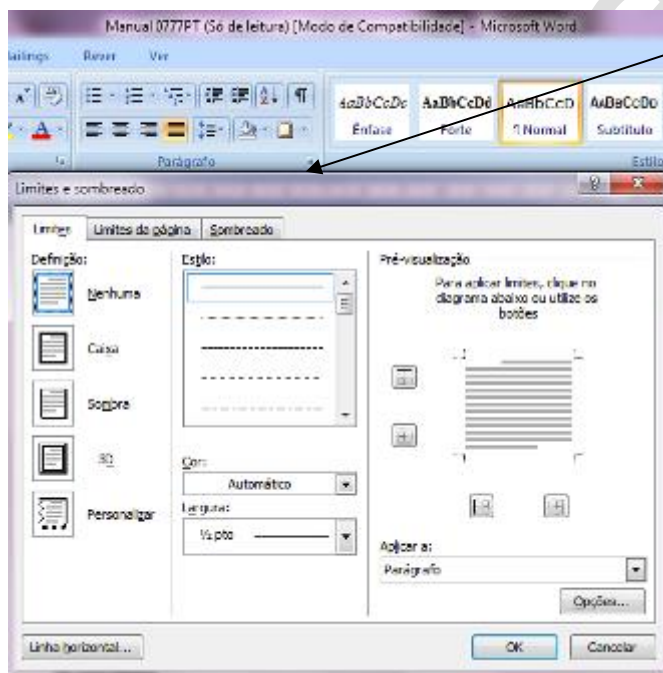 Manual 0777PT (Só de leitura) [Modo de Compatibilidade] - Microsoft Word
Mailings Rever Ver
AaBbCcDc AaBbCcDd AaBbCcD AaBbCcDo
Ênfase Forte ¶ Normal Subtítulo
Parágrafo Estilo
Limites e sombreado
Limites Limites da página Sombreado
Definição:
Nenhuma
Caixa
Sombra
3D
Personalizar
Estilo:
Cor:
Automático
Largura:
½ pto
Pré-visualização
Para aplicar limites, clique no
diagrama abaixo ou utilize os
botões
Aplicar a:
Parágrafo
Opções...
Linha horizontal... OK Cancelar